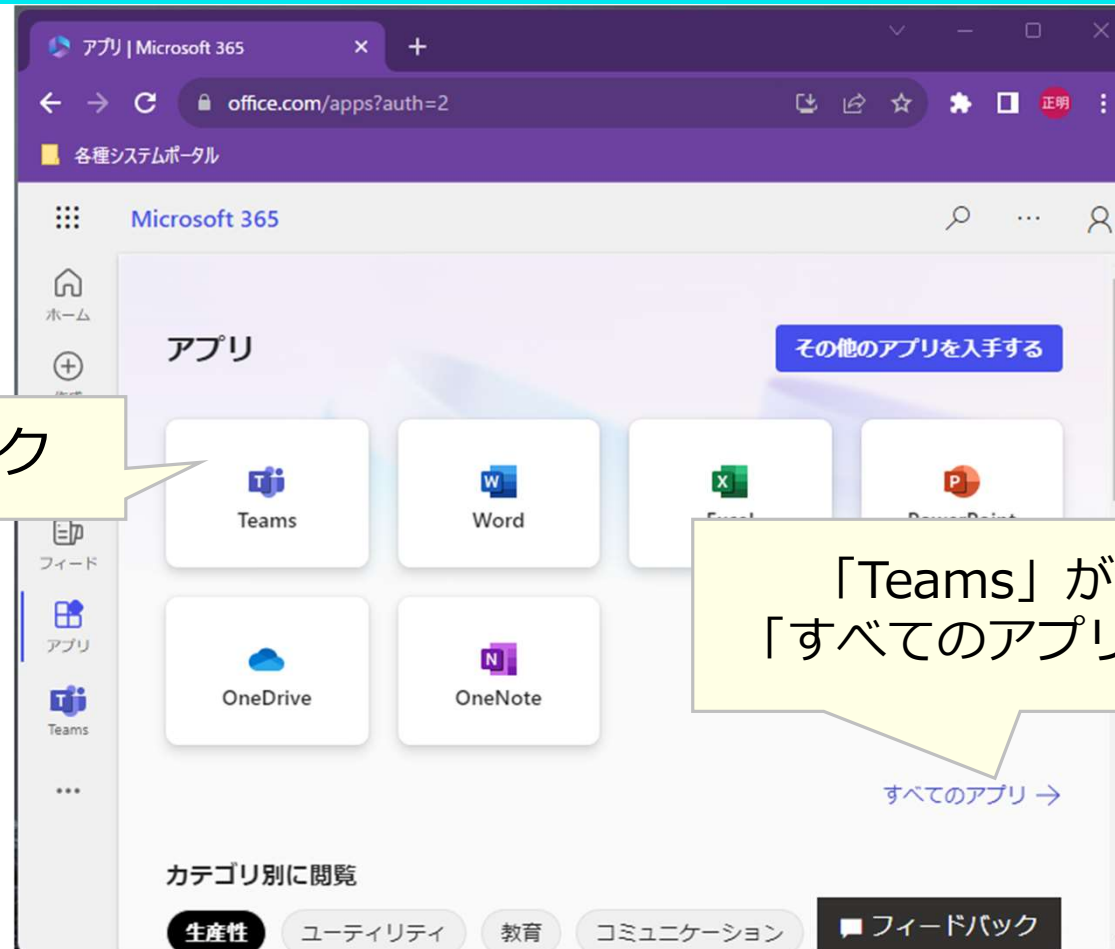 アプリ | Microsoft 365
office.com/apps?auth=2
正明
各種システムポータル
Microsoft 365
ホーム
アプリ
その他のアプリを入手する
ク
Teams
Word
フィード
「Teams」が
「すべてのアプリ
アプリ
OneDrive
OneNote
Teams
すべてのアプリ →
カテゴリ別に閲覧
生産性
ユーティリティ
教育
コミュニケーション
フィードバック